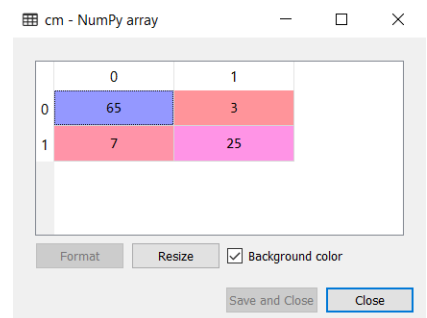 cm - NumPy array
0 1
0 65 3
1 7 25
Format Resize Background color
Save and Close Close